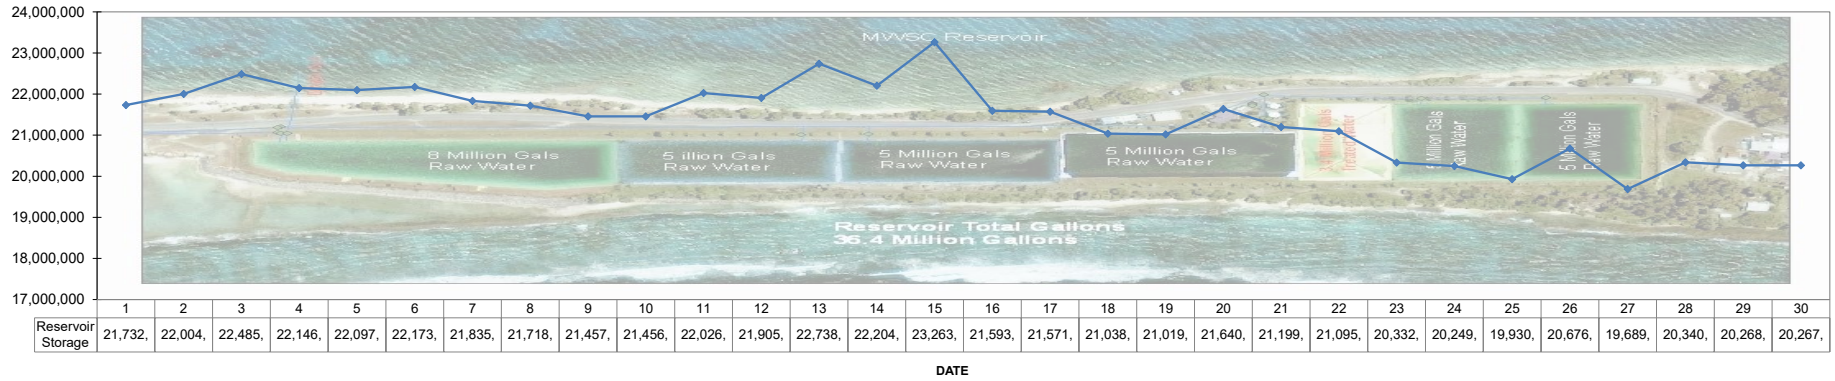 24,000,000
23,000,000
22,000,000
21,000,000
20,000,000
19,000,000
18,000,000
17,000,000
MWSC Reservoir
8 Million Gals
Raw Water
5 illion Gals
Raw Water
5 Million Gals
Raw Water
5 Million Gals
Raw Water
Million Gals
Water
Million Gals
Raw Water
5 Million Gals
Raw Water
Reservoir Total Gallons
36.4 Million Gallons
1 2 3 4 5 6 7 8 9 10 11 12 13 14 15 16 17 18 19 20 21 22 23 24 25 26 27 28 29 30
Reservoir
Storage
21,732, 22,004, 22,485, 22,146, 22,097, 22,173, 21,835, 21,718, 21,457, 21,456, 22,026, 21,905, 22,738, 22,204, 23,263, 21,593, 21,571, 21,038, 21,019, 21,640, 21,199, 21,095, 20,332, 20,249, 19,930, 20,676, 19,689, 20,340, 20,268, 20,267,
DATE